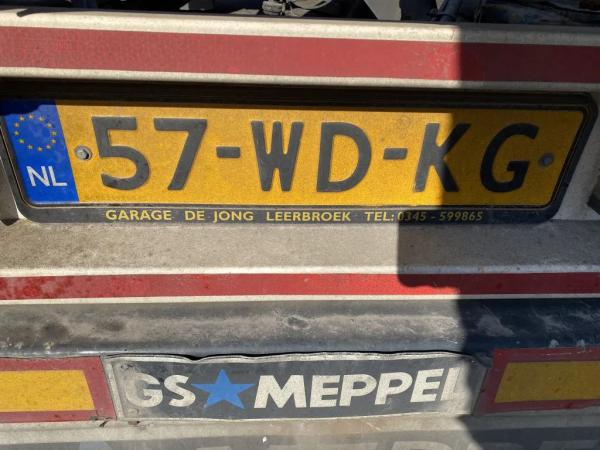 NL 57-WD-KG
GARAGE DE JONG LEERBROEK TEL: 0345 - 599865
GS★MEPPEL